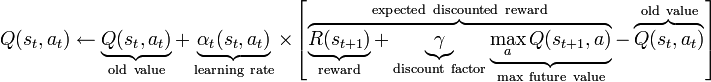 expected discounted reward old value
Q(s_t, a_t) ← Q(s_t, a_t) + α_t(s_t, a_t) × [R(s_{t+1}) + γ max_a Q(s_{t+1}, a) − Q(s_t, a_t)]
old value learning rate reward discount factor max future value